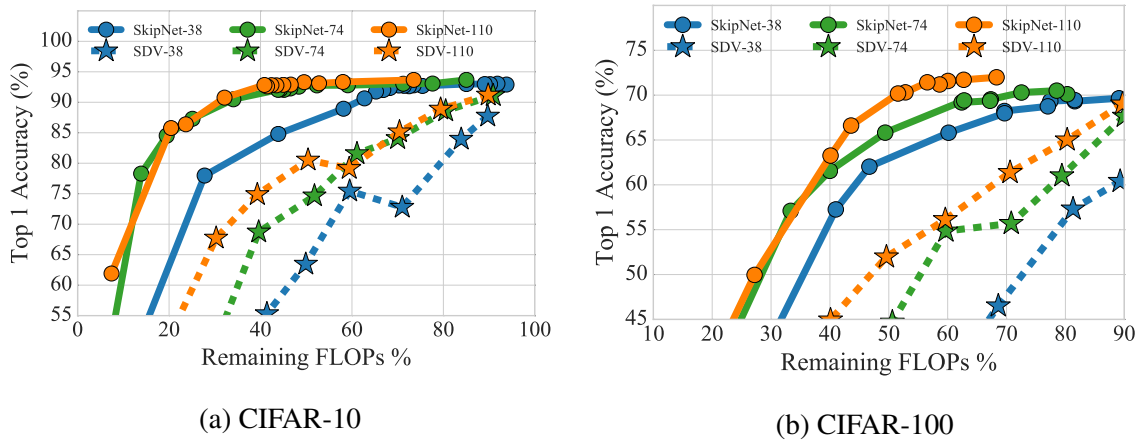 SkipNet-38 SkipNet-74 SkipNet-110
SDV-38 SDV-74 SDV-110
105
100
95
90
85
80
75
70
65
60
55
Top 1 Accuracy (%)
0 20 40 60 80 100
Remaining FLOPs %
(a) CIFAR-10
SkipNet-38 SkipNet-74 SkipNet-110
SDV-38 SDV-74 SDV-110
75
70
65
60
55
50
45
Top 1 Accuracy (%)
10 20 30 40 50 60 70 80 90
Remaining FLOPs %
(b) CIFAR-100